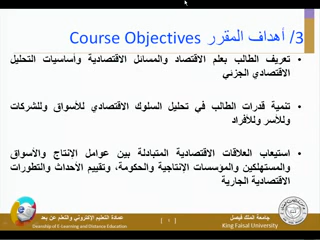 3/ أهداف المقرر Course Objectives
• تعريف الطالب بعلم الاقتصاد والمسائل الاقتصادية وأساسيات التحليل
الاقتصادي الجزئي
• تنمية قدرات الطالب في تحليل السلوك الاقتصادي للأسواق وللشركات
وللأسر وللأفراد
• استيعاب العلاقات الاقتصادية المتبادلة بين عوامل الإنتاج والأسواق
والمستهلكين والمؤسسات الإنتاجية والحكومة، وتقييم الأحداث والتطورات
الاقتصادية الجارية
جامعة الملك فيصل
King Faisal University
عمادة التعليم الإلكتروني والتعلم عن بعد
Deanship of E-Learning and Distance Education